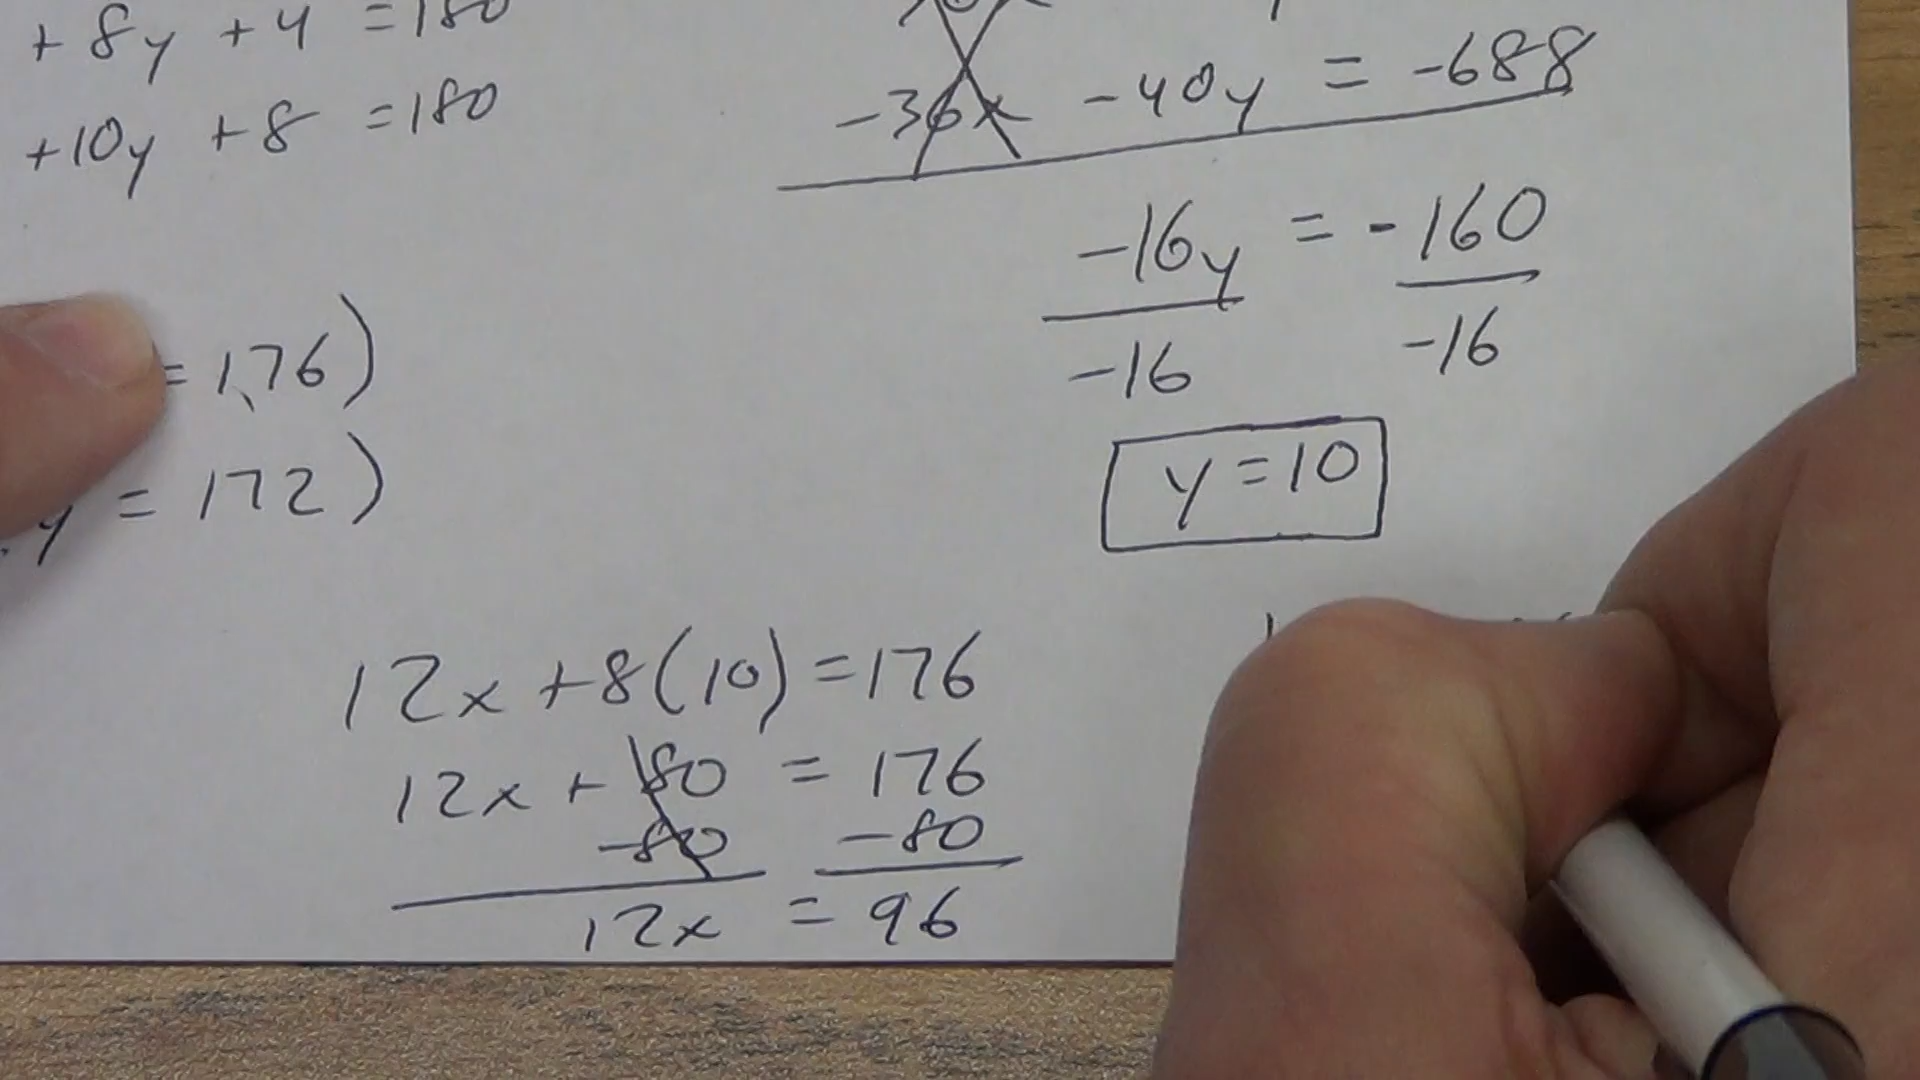 + 8y + 4 = 180
+10y + 8 = 180
= 176)
y = 172)
-36x -40y = -688
-16y = -160
-16 -16
y = 10
12x + 8(10) = 176
12x + 80 = 176
-80 -80
12x = 96